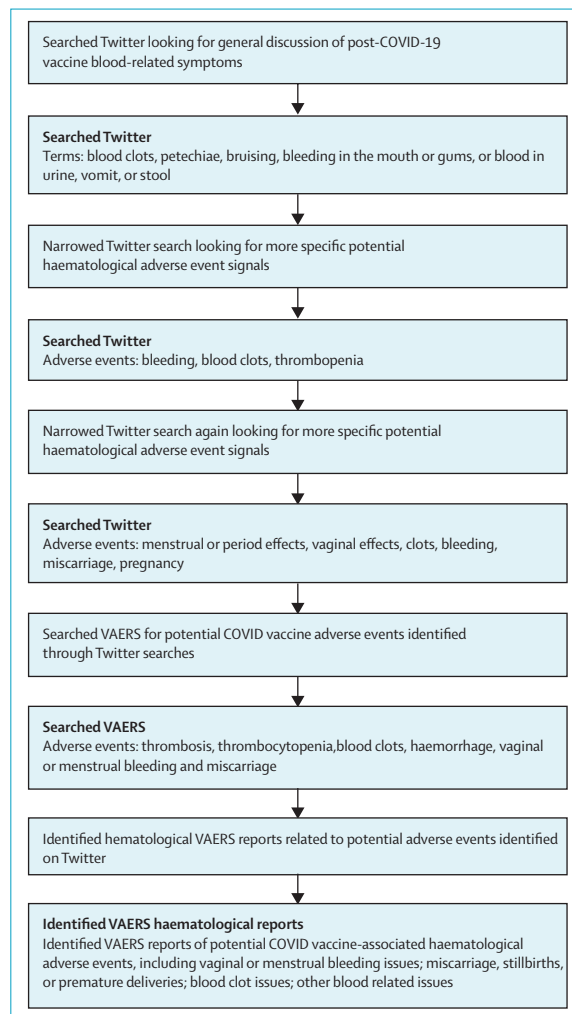 Searched Twitter looking for general discussion of post-COVID-19
vaccine blood-related symptoms
Searched Twitter
Terms: blood clots, petechiae, bruising, bleeding in the mouth or gums, or blood in
urine, vomit, or stool
Narrowed Twitter search looking for more specific potential
haematological adverse event signals
Searched Twitter
Adverse events: bleeding, blood clots, thrombopenia
Narrowed Twitter search again looking for more specific potential
haematological adverse event signals
Searched Twitter
Adverse events: menstrual or period effects, vaginal effects, clots, bleeding,
miscarriage, pregnancy
Searched VAERS for potential COVID vaccine adverse events identified
through Twitter searches
Searched VAERS
Adverse events: thrombosis, thrombocytopenia,blood clots, haemorrhage, vaginal
or menstrual bleeding and miscarriage
Identified hematological VAERS reports related to potential adverse events identified
on Twitter
Identified VAERS haematological reports
Identified VAERS reports of potential COVID vaccine-associated haematological
adverse events, including vaginal or menstrual bleeding issues; miscarriage, stillbirths,
or premature deliveries; blood clot issues; other blood related issues